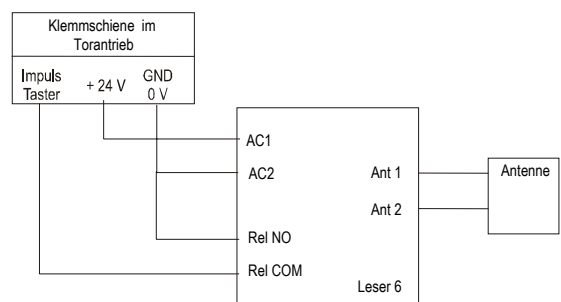 Klemmschiene im
Torantrieb
Impuls
Taster
+ 24 V
GND
0 V
AC1
AC2
Ant 1
Ant 2
Antenne
Rel NO
Rel COM
Leser 6